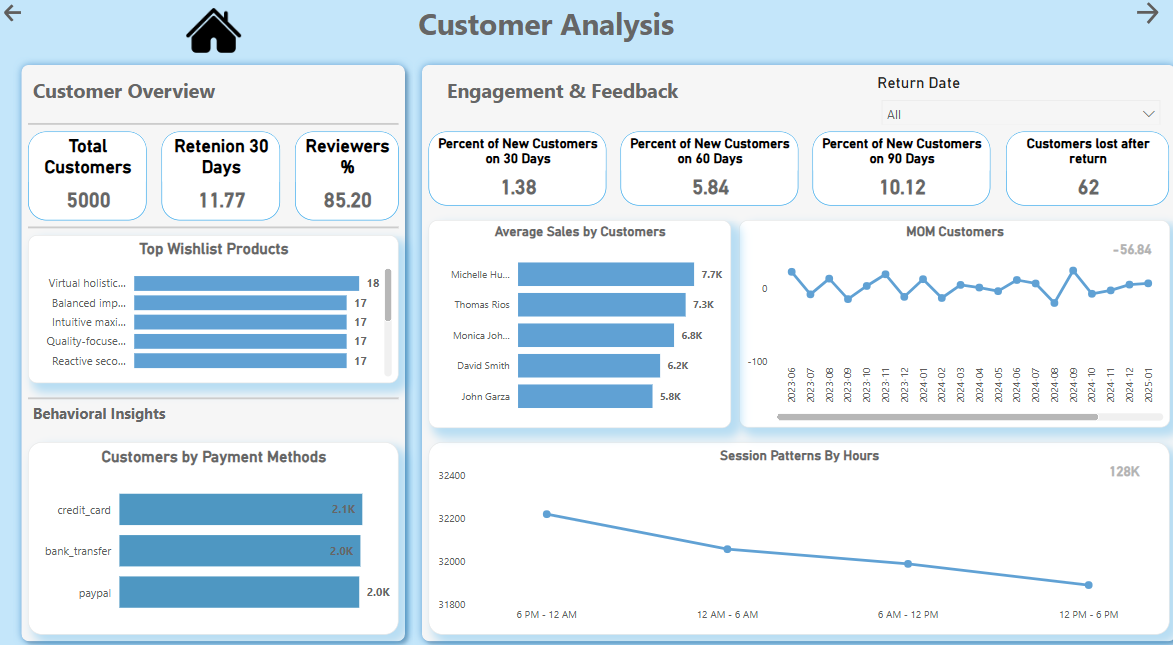 Customer Analysis
Customer Overview
Total
Customers
5000
Retenion 30
Days
11.77
Reviewers
%
85.20
Top Wishlist Products
Virtual holistic... 18
Balanced imp... 17
Intuitive maxi... 17
Quality-focuse... 17
Reactive seco... 17
Behavioral Insights
Customers by Payment Methods
credit_card 2.1K
bank_transfer 2.0K
paypal 2.0K
Engagement & Feedback
Return Date
All
Percent of New Customers
on 30 Days
1.38
Percent of New Customers
on 60 Days
5.84
Percent of New Customers
on 90 Days
10.12
Customers lost after
return
62
Average Sales by Customers
Michelle Hu... 7.7K
Thomas Rios 7.3K
Monica Joh... 6.8K
David Smith 6.2K
John Garza 5.8K
MOM Customers
-56.84
0
-100
2023-06
2023-07
2023-08
2023-09
2023-10
2023-11
2023-12
2024-01
2024-02
2024-03
2024-04
2024-05
2024-06
2024-07
2024-08
2024-09
2024-10
2024-11
2024-12
2025-01
Session Patterns By Hours
128K
32400
32200
32000
31800
6 PM - 12 AM 12 AM - 6 AM 6 AM - 12 PM 12 PM - 6 PM